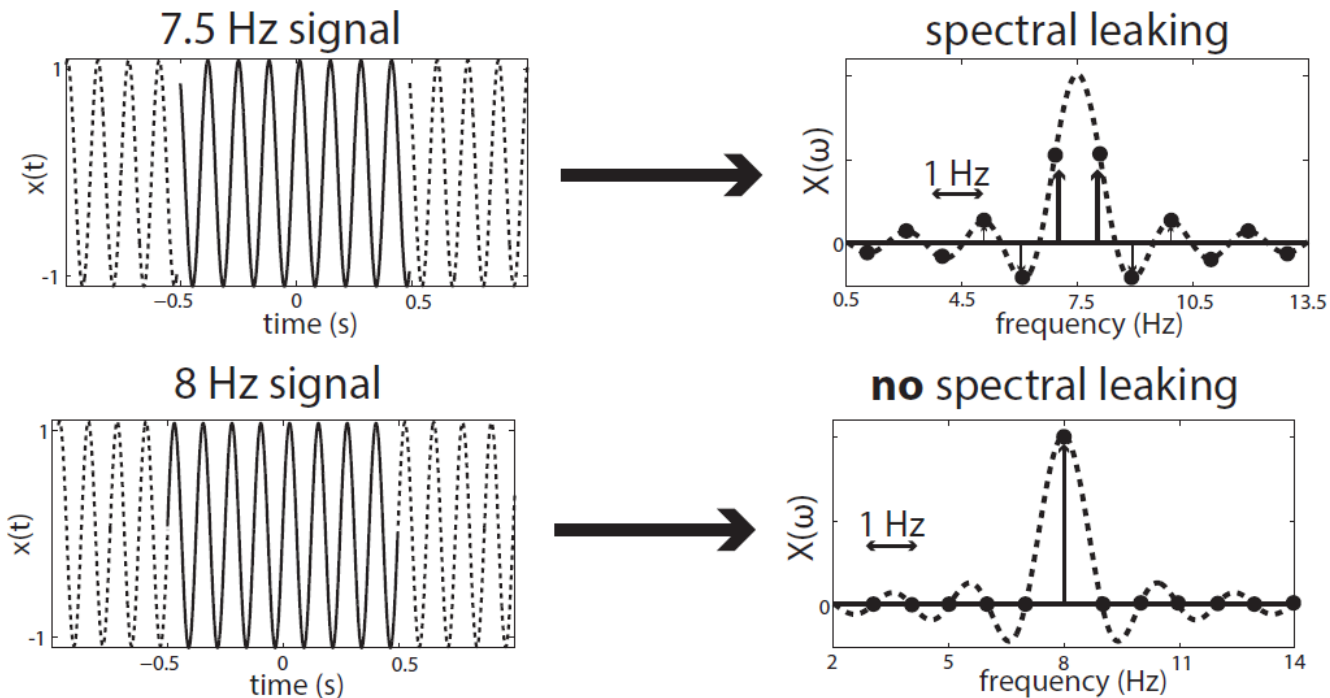 7.5 Hz signal
1
x(t)
-1
−0.5 0 0.5
time (s)
spectral leaking
X(ω)
1 Hz
0
0.5 4.5 7.5 10.5 13.5
frequency (Hz)
8 Hz signal
1
x(t)
-1
−0.5 0 0.5
time (s)
no spectral leaking
X(ω)
1 Hz
0
2 5 8 11 14
frequency (Hz)